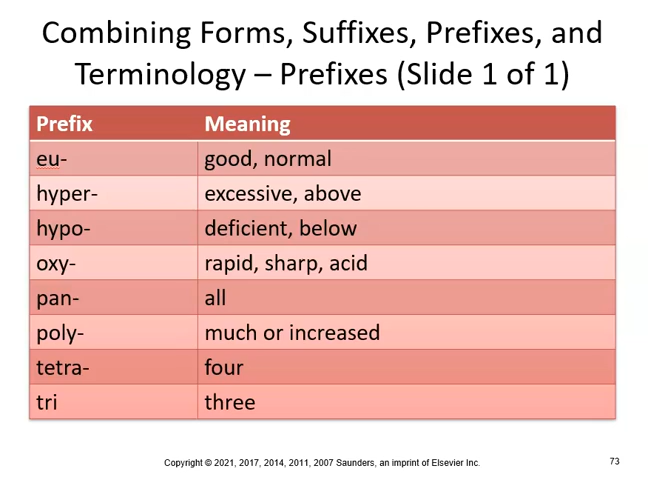 Combining Forms, Suffixes, Prefixes, and
Terminology – Prefixes (Slide 1 of 1)
Prefix Meaning
eu- good, normal
hyper- excessive, above
hypo- deficient, below
oxy- rapid, sharp, acid
pan- all
poly- much or increased
tetra- four
tri three
Copyright © 2021, 2017, 2014, 2011, 2007 Saunders, an imprint of Elsevier Inc. 73